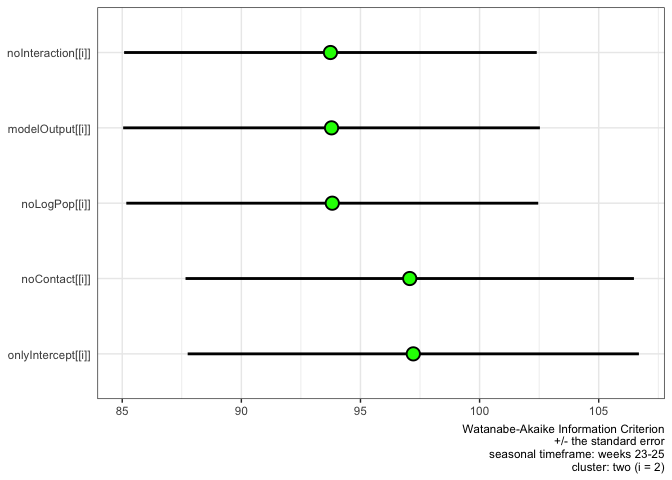 noInteraction[[i]]
modelOutput[[i]]
noLogPop[[i]]
noContact[[i]]
onlyIntercept[[i]]
85 90 95 100 105
Watanabe-Akaike Information Criterion
+/- the standard error
seasonal timeframe: weeks 23-25
cluster: two (i = 2)